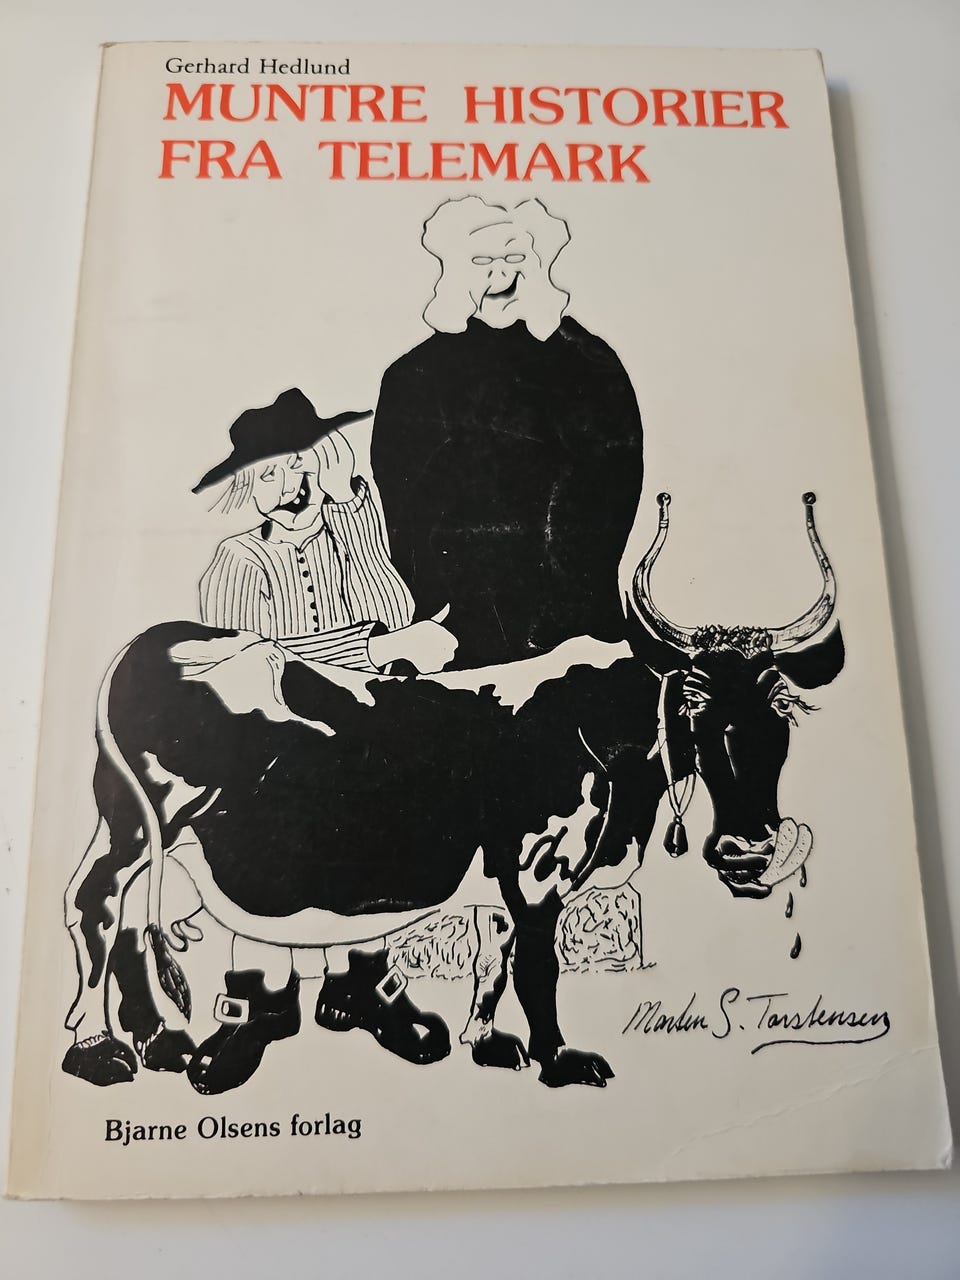 Gerhard Hedlund
MUNTRE HISTORIER
FRA TELEMARK
Morten S. Torstensen
Bjarne Olsens forlag